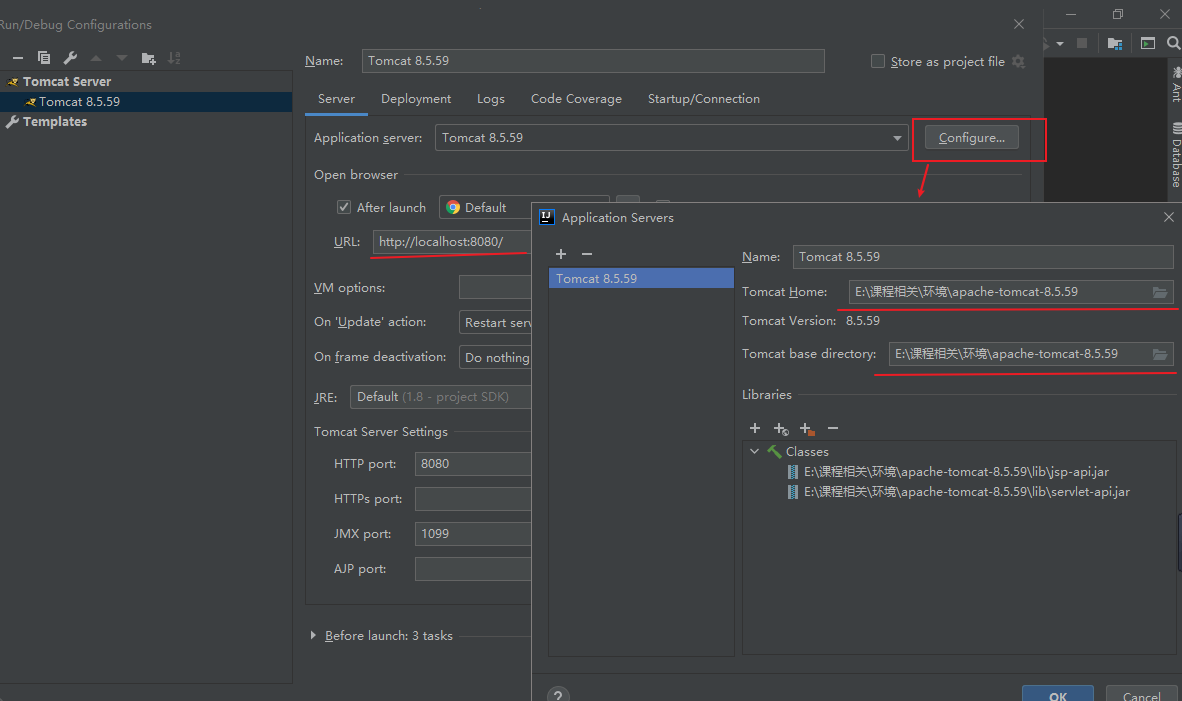 Run/Debug Configurations
Tomcat Server
Tomcat 8.5.59
Templates
Name: Tomcat 8.5.59
Store as project file
Server Deployment Logs Code Coverage Startup/Connection
Application server: Tomcat 8.5.59 Configure...
Open browser
After launch Default
URL: http://localhost:8080/
VM options:
On 'Update' action: Restart serv
On frame deactivation: Do nothing
JRE: Default (1.8 - project SDK)
Tomcat Server Settings
HTTP port: 8080
HTTPs port:
JMX port: 1099
AJP port:
Before launch: 3 tasks
Application Servers
Tomcat 8.5.59
Name: Tomcat 8.5.59
Tomcat Home: E:\课程相关\环境\apache-tomcat-8.5.59
Tomcat Version: 8.5.59
Tomcat base directory: E:\课程相关\环境\apache-tomcat-8.5.59
Libraries
Classes
E:\课程相关\环境\apache-tomcat-8.5.59\lib\jsp-api.jar
E:\课程相关\环境\apache-tomcat-8.5.59\lib\servlet-api.jar
? OK Cancel
Ant
Database